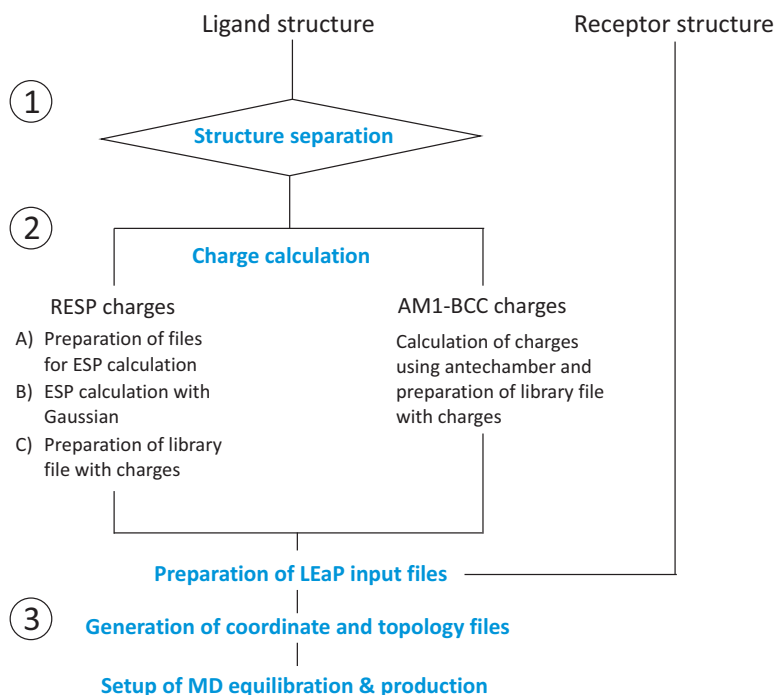 Ligand structure
Receptor structure
1
Structure separation
2
Charge calculation
RESP charges
A) Preparation of files
for ESP calculation
B) ESP calculation with
Gaussian
C) Preparation of library
file with charges
AM1-BCC charges
Calculation of charges
using antechamber and
preparation of library file
with charges
Preparation of LEaP input files
3
Generation of coordinate and topology files
Setup of MD equilibration & production